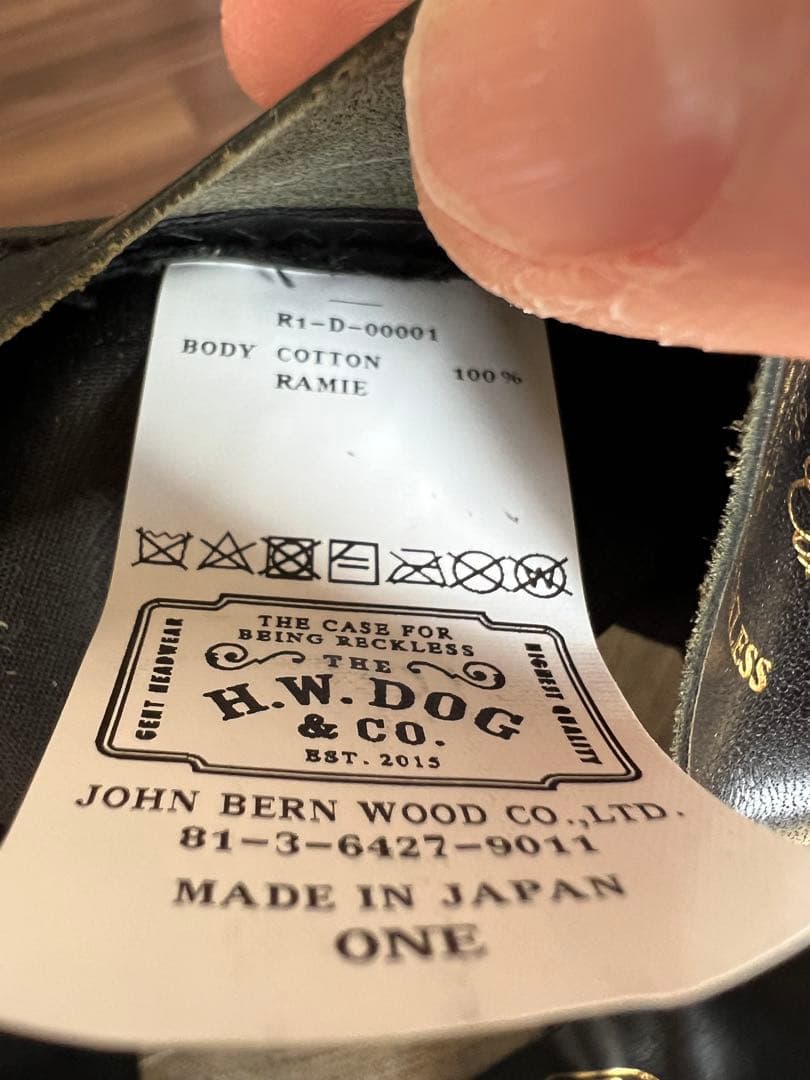 R1-D-00001
BODY COTTON 100%
RAMIE
THE CASE FOR
BEING RECKLESS
THE
H.W.DOG
& CO.
EST. 2015
GENT HEADWEAR
HIGHEST QUALITY
JOHN BERN WOOD CO.,LTD.
81-3-6427-9011
MADE IN JAPAN
ONE